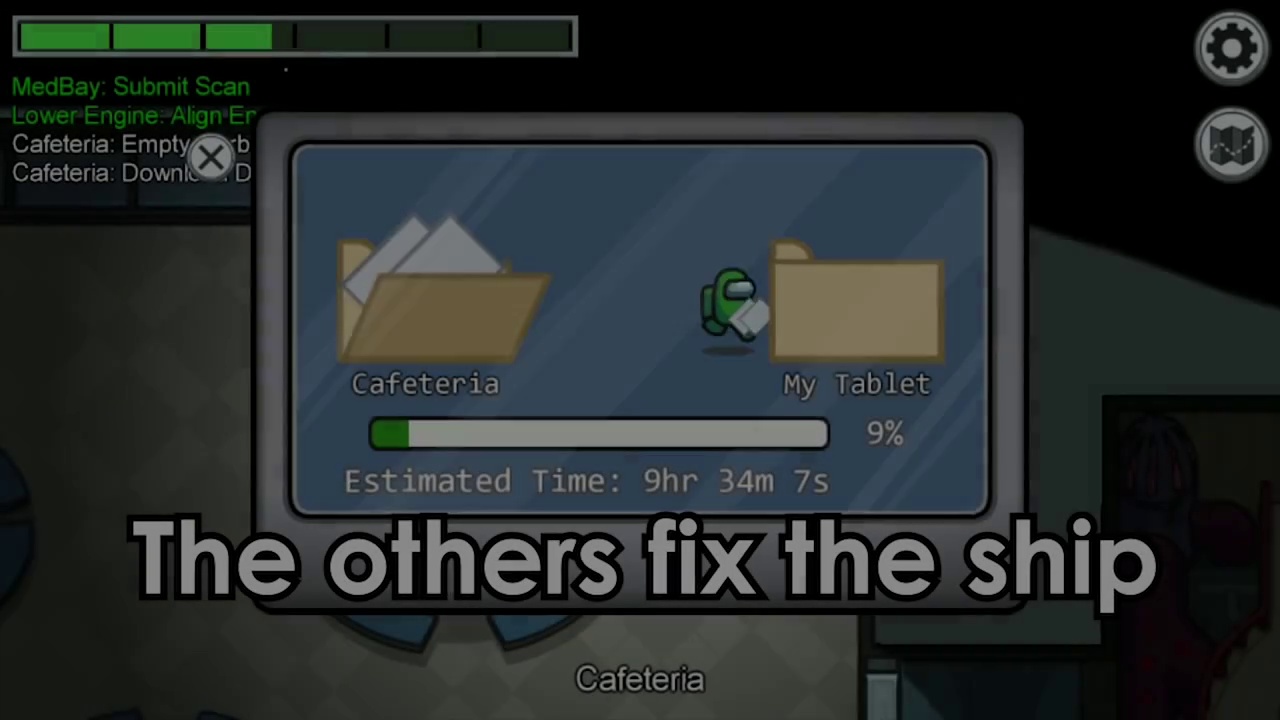 MedBay: Submit Scan
Lower Engine: Align
Cafeteria: Empty
Cafeteria:
Cafeteria
My Tablet
9%
Estimated Time: 9hr 34m 7s
The others fix the ship
Cafeteria